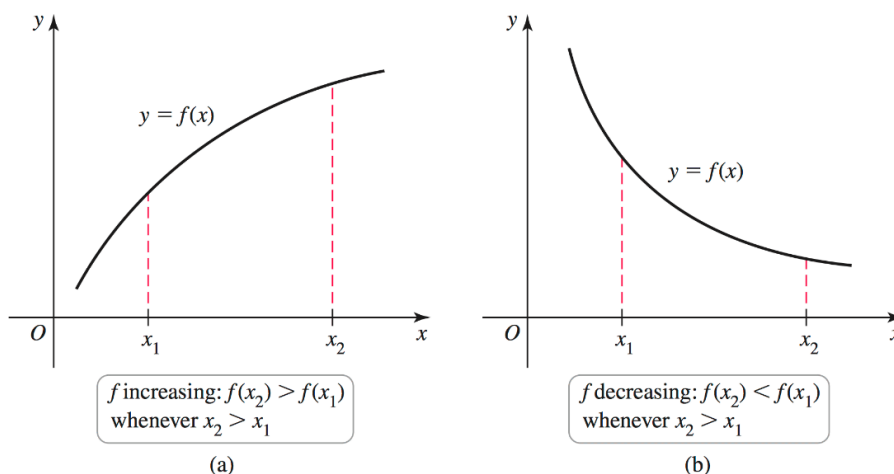 y
y = f(x)
O
x₁
x₂
x
f increasing: f(x₂) > f(x₁)
whenever x₂ > x₁
(a)
y
y = f(x)
O
x₁
x₂
x
f decreasing: f(x₂) < f(x₁)
whenever x₂ > x₁
(b)